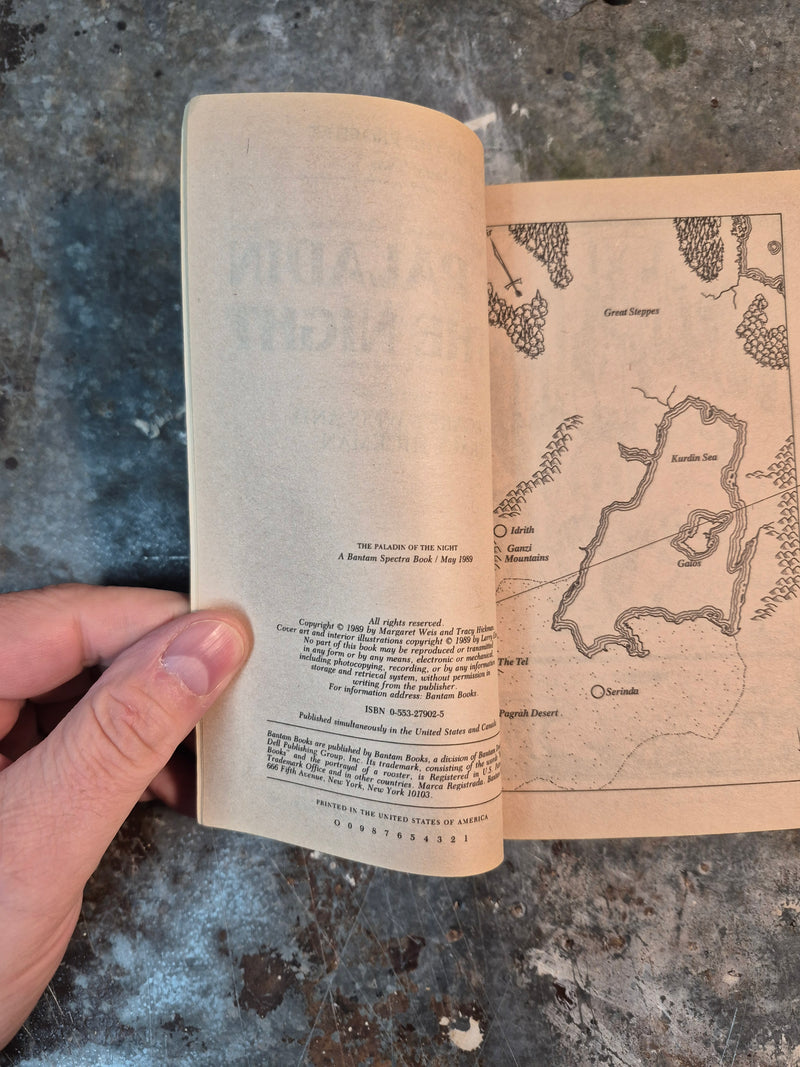 THE PALADIN OF THE NIGHT
A Bantam Spectra Book / May 1989
All rights reserved.
Copyright © 1989 by Margaret Weis and Tracy Hickman
Cover art and interior illustrations copyright © 1989 by Larry
No part of this book may be reproduced or transmitted
in any form or by any means, electronic or mechanical,
including photocopying, recording, or by any information
storage and retrieval system, without permission in
writing from the publisher.
For information address: Bantam Books.
ISBN 0-553-27902-5
Published simultaneously in the United States and Canada
Bantam Books are published by Bantam Books, a division of Bantam
Dell Publishing Group, Inc. Its trademark, consisting of the words
Books" and the portrayal of a rooster, is Registered in U.S.
Trademark Office and in other countries. Marca Registrada. Bantam
666 Fifth Avenue, New York, New York 10103.
PRINTED IN THE UNITED STATES OF AMERICA
O 0 9 8 7 6 5 4 3 2 1
Great Steppes
Kurdin Sea
Idrith
Ganzi
Mountains
Galos
The Tel
Serinda
Pagrah Desert